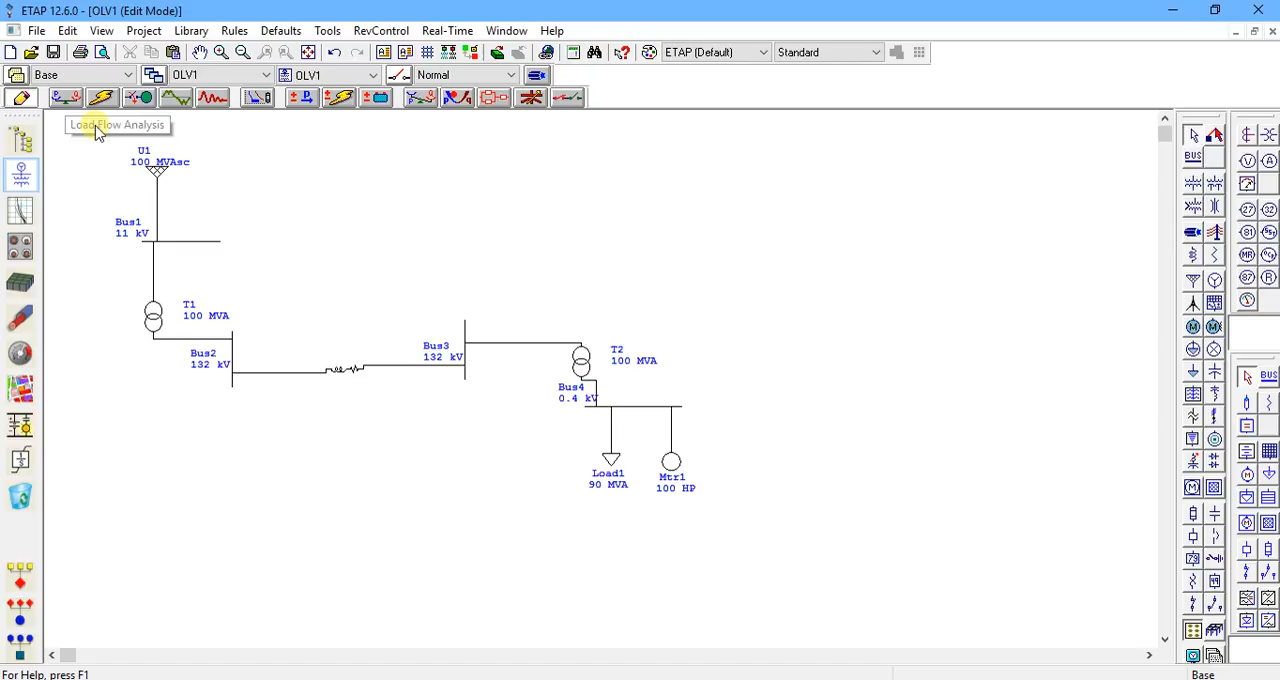 ETAP 12.6.0 - [OLV1 (Edit Mode)]
File Edit View Project Library Rules Defaults Tools RevControl Real-Time Window Help
ETAP (Default) Standard
Base OLV1 OLV1 Normal
Load Flow Analysis
U1
100 MVAsc
Bus1
11 kV
T1
100 MVA
Bus2
132 kV
Bus3
132 kV
T2
100 MVA
Bus4
0.4 kV
Load1
90 MVA
Mtr1
100 HP
BUS
BUS
For Help, press F1
Base